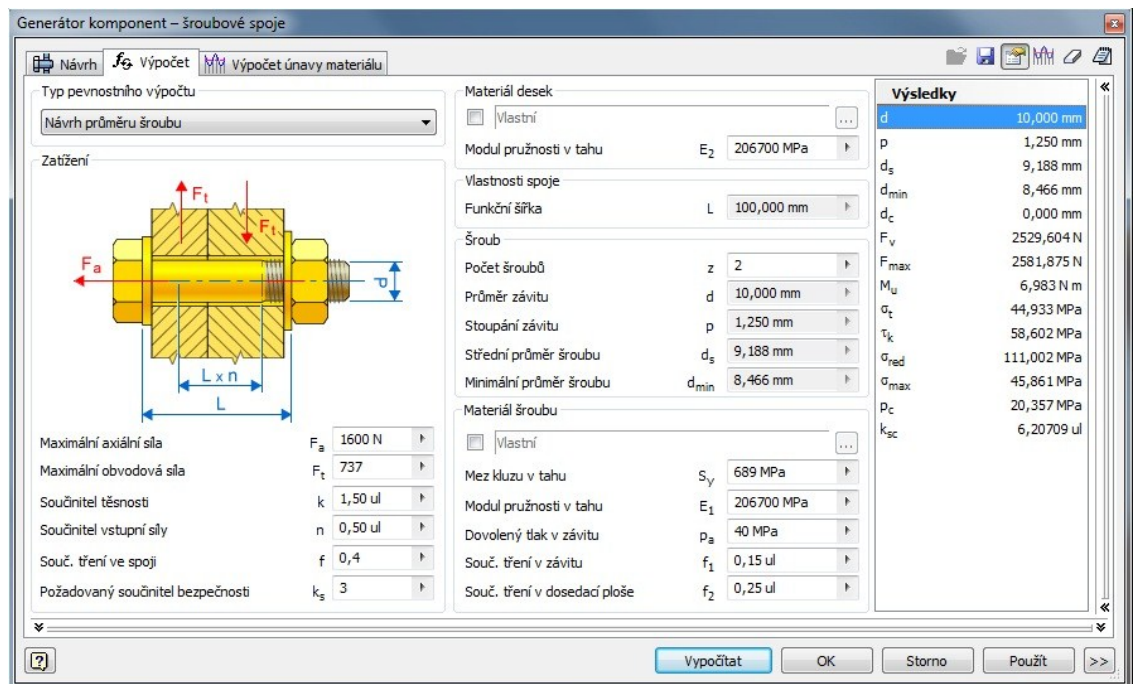 Generátor komponent – šroubové spoje
Návrh
Výpočet
Výpočet únavy materiálu
Typ pevnostního výpočtu
Návrh průměru šroubu
Zatížení
Ft
Ft
Fa
d
L x n
L
Maximální axiální síla Fa 1600 N
Maximální obvodová síla Ft 737
Součinitel těsnosti k 1,50 ul
Součinitel vstupní síly n 0,50 ul
Souč. tření ve spoji f 0,4
Požadovaný součinitel bezpečnosti ks 3
Materiál desek
Vlastní ...
Modul pružnosti v tahu E2 206700 MPa
Vlastnosti spoje
Funkční šířka L 100,000 mm
Šroub
Počet šroubů z 2
Průměr závitu d 10,000 mm
Stoupání závitu p 1,250 mm
Střední průměr šroubu ds 9,188 mm
Minimální průměr šroubu dmin 8,466 mm
Materiál šroubu
Vlastní ...
Mez kluzu v tahu Sy 689 MPa
Modul pružnosti v tahu E1 206700 MPa
Dovolený tlak v závitu pa 40 MPa
Souč. tření v závitu f1 0,15 ul
Souč. tření v dosedací ploše f2 0,25 ul
Výsledky
d 10,000 mm
p 1,250 mm
ds 9,188 mm
dmin 8,466 mm
dc 0,000 mm
Fv 2529,604 N
Fmax 2581,875 N
Mu 6,983 N m
σt 44,933 MPa
τk 58,602 MPa
σred 111,002 MPa
σmax 45,861 MPa
pc 20,357 MPa
ksc 6,20709 ul
Vypočítat
OK
Storno
Použít
>>